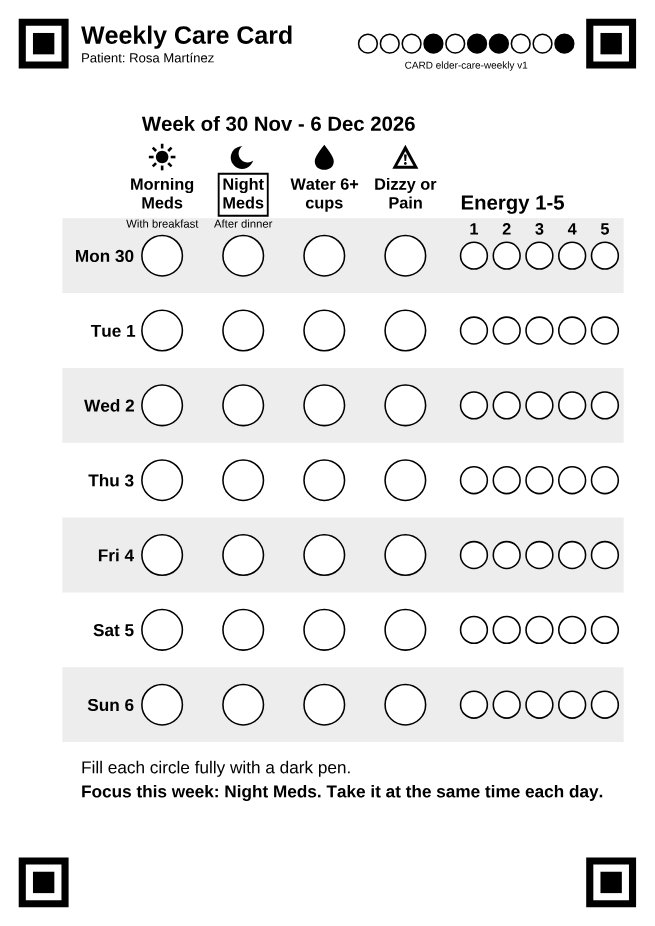 Weekly Care Card
Patient: Rosa Martínez
CARD elder-care-weekly v1
Week of 30 Nov - 6 Dec 2026
Morning Meds
With breakfast
Night Meds
After dinner
Water 6+ cups
Dizzy or Pain
Energy 1-5
1 2 3 4 5
Mon 30
Tue 1
Wed 2
Thu 3
Fri 4
Sat 5
Sun 6
Fill each circle fully with a dark pen.
Focus this week: Night Meds. Take it at the same time each day.